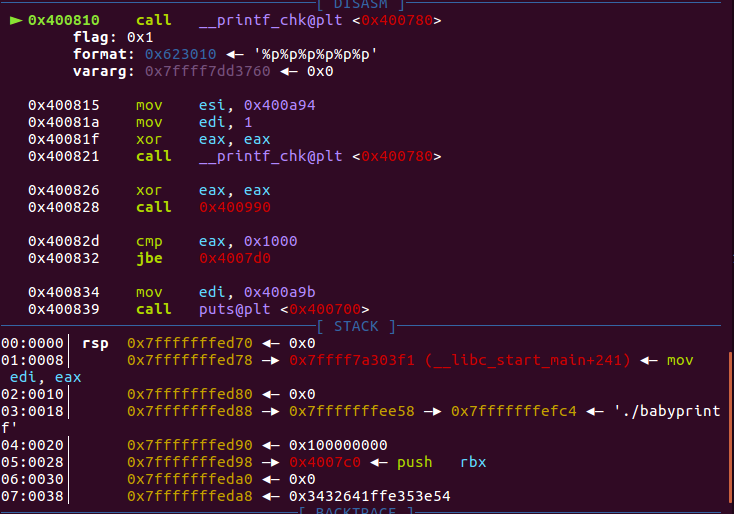 [ DISASM ]
► 0x400810 call __printf_chk@plt <0x400780>
flag: 0x1
format: 0x623010 ◄— '%p%p%p%p%p%p'
vararg: 0x7ffff7dd3760 ◄— 0x0
0x400815 mov esi, 0x400a94
0x40081a mov edi, 1
0x40081f xor eax, eax
0x400821 call __printf_chk@plt <0x400780>
0x400826 xor eax, eax
0x400828 call 0x400990
0x40082d cmp eax, 0x1000
0x400832 jbe 0x4007d0
0x400834 mov edi, 0x400a9b
0x400839 call puts@plt <0x400700>
[ STACK ]
00:0000│ rsp 0x7fffffffed70 ◄— 0x0
01:0008│ 0x7fffffffed78 —► 0x7ffff7a303f1 (__libc_start_main+241) ◄— mov
edi, eax
02:0010│ 0x7fffffffed80 ◄— 0x0
03:0018│ 0x7fffffffed88 —► 0x7fffffffee58 —► 0x7fffffffefc4 ◄— './babyprint
f'
04:0020│ 0x7fffffffed90 ◄— 0x100000000
05:0028│ 0x7fffffffed98 —► 0x4007c0 ◄— push rbx
06:0030│ 0x7fffffffeda0 ◄— 0x0
07:0038│ 0x7fffffffeda8 ◄— 0x3432641ffe353e54
[ BACKTRACE ]